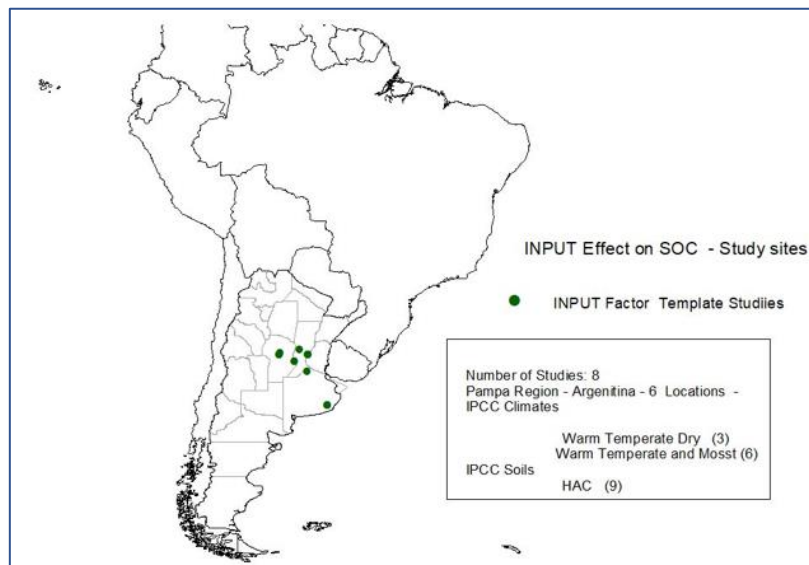 INPUT Effect on SOC - Study sites
INPUT Factor Template Studiies
Number of Studies: 8
Pampa Region - Argenitina - 6 Locations -
IPCC Climates
Warm Temperate Dry (3)
Warm Temperate and Mosst (6)
IPCC Soils
HAC (9)